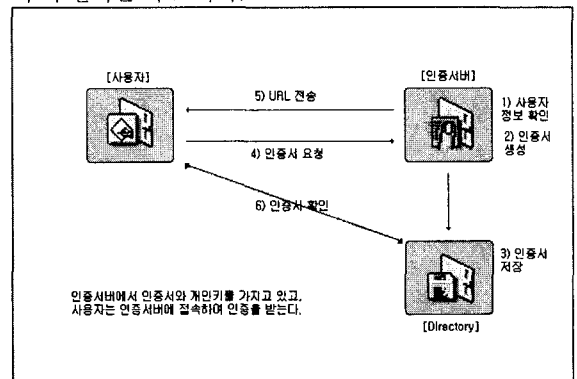 [사용자]
[인증서버]
5) URL 전송
1) 사용자
정보 확인
2) 인증서
생성
4) 인증서 요청
6) 인증서 확인
3) 인증서
저장
인증서버에서 인증서와 개인키를 가지고 있고,
사용자는 인증서버에 접속하여 인증을 받는다.
[Directory]